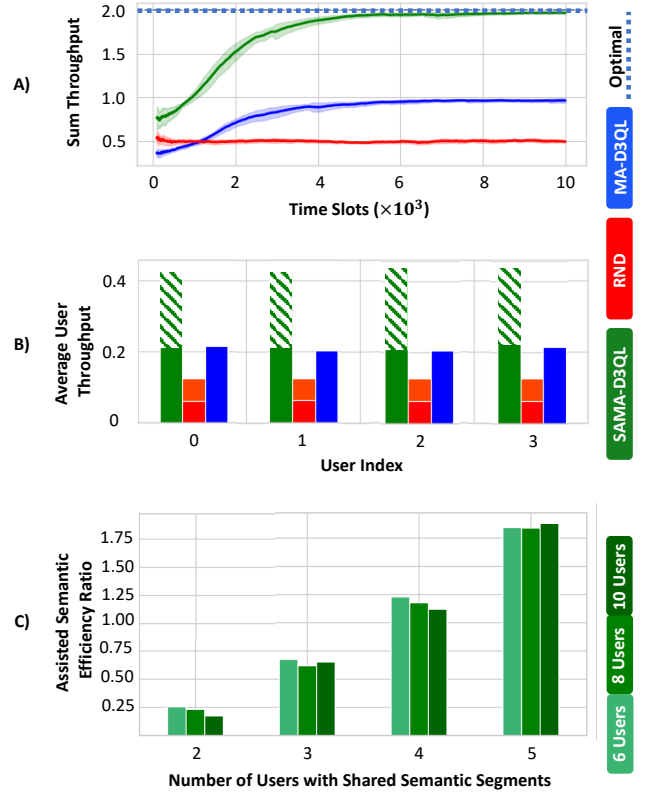 A)
Sum Throughput
2.0
1.5
1.0
0.5
0
2
4
6
8
10
Time Slots (×10³)
Optimal
MA-D3QL
RND
SAMA-D3QL
B)
Average User
Throughput
0.4
0.2
0
0
1
2
3
User Index
C)
Assisted Semantic
Efficiency Ratio
1.75
1.50
1.25
1.00
0.75
0.50
0.25
2
3
4
5
Number of Users with Shared Semantic Segments
10 Users
8 Users
6 Users